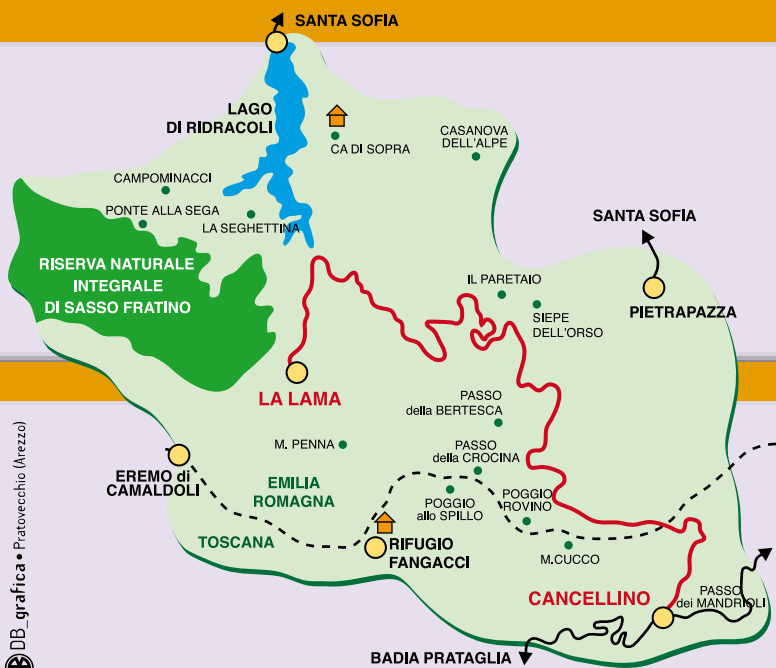 SANTA SOFIA
LAGO
DI RIDRACOLI
CA DI SOPRA
CASANOVA
DELL'ALPE
CAMPOMINACCI
PONTE ALLA SEGA
LA SEGHETTINA
SANTA SOFIA
RISERVA NATURALE
INTEGRALE
DI SASSO FRATINO
IL PARETAIO
SIEPE
DELL'ORSO
PIETRAPAZZA
LA LAMA
PASSO
della BERTESCA
M. PENNA
PASSO
della CROCINA
EREMO di
CAMALDOLI
EMILIA
ROMAGNA
POGGIO
allo SPILLO
POGGIO
ROVINO
TOSCANA
RIFUGIO
FANGACCI
M.CUCCO
CANCELLINO
PASSO
dei MANDRIOLI
BADIA PRATAGLIA
DB_grafica • Pratovecchio (Arezzo)